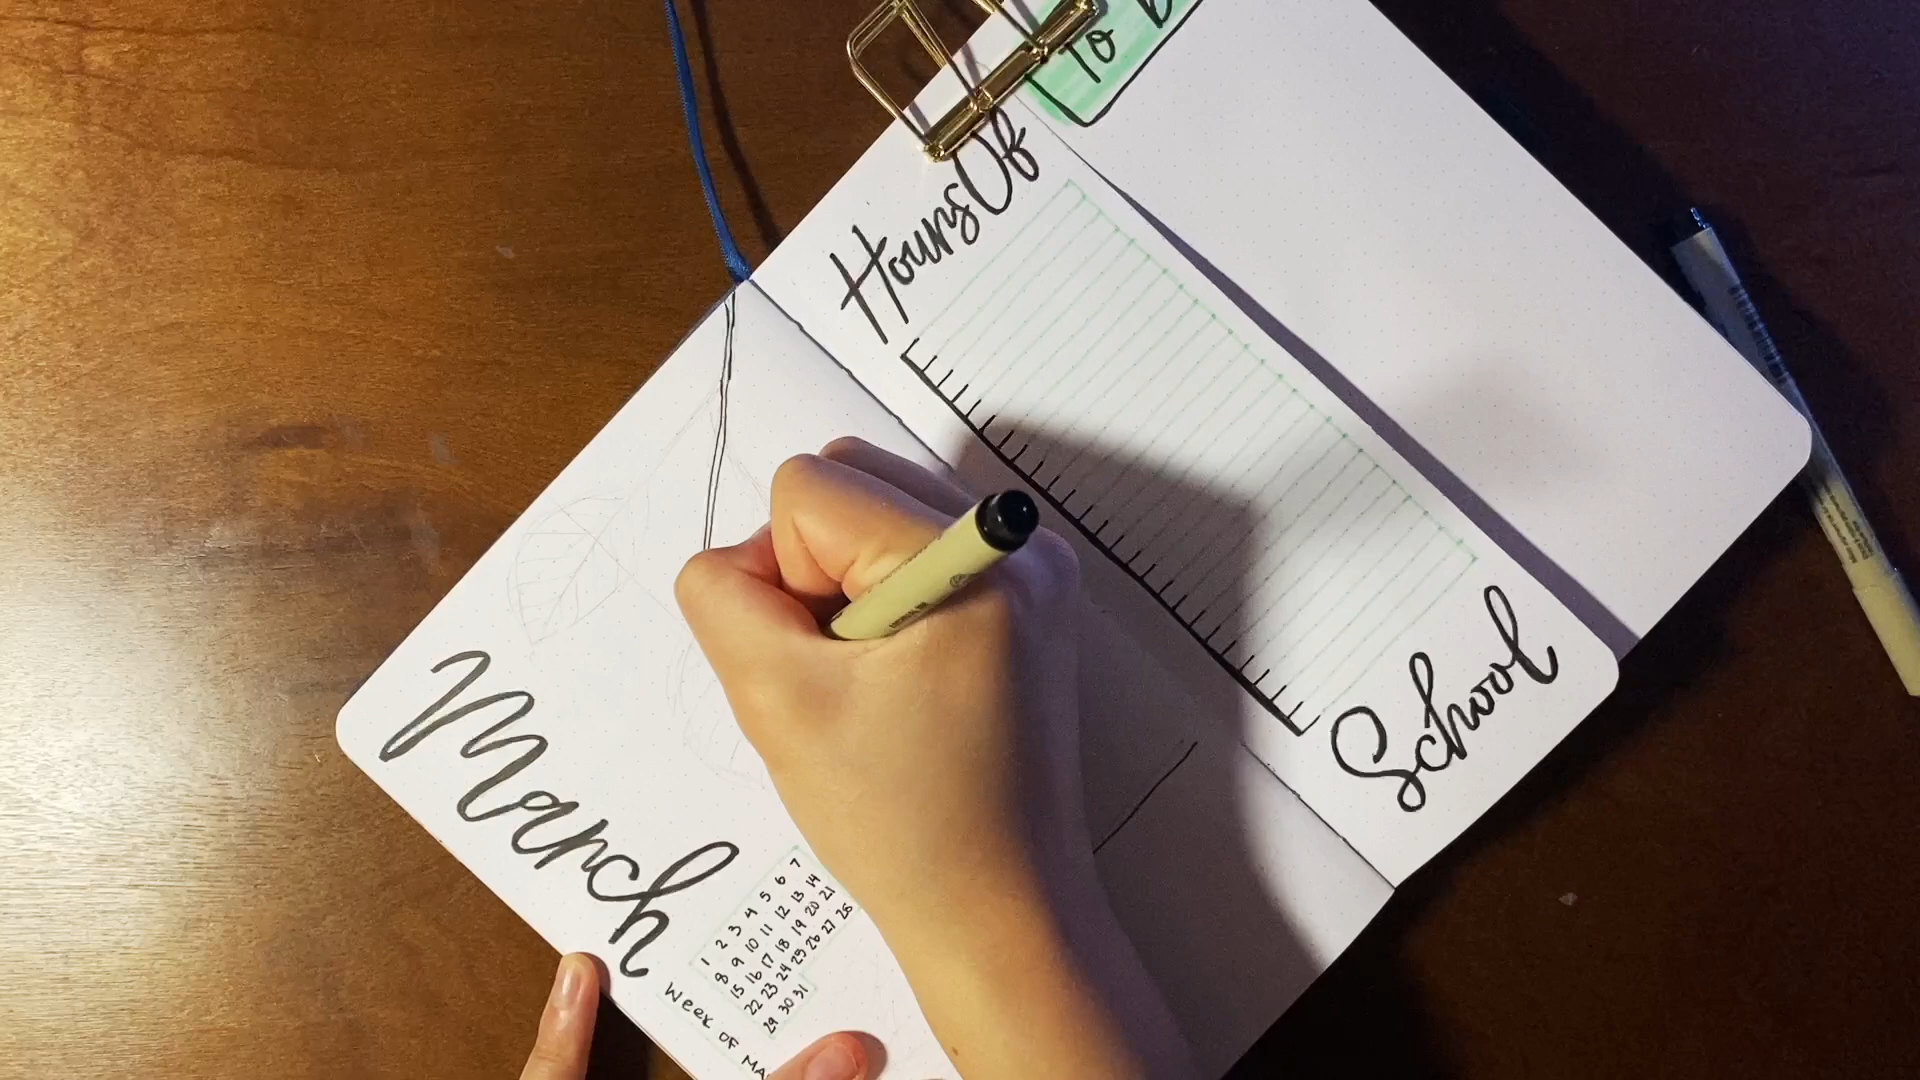 March
1 2 3 4 5 6 7
8 9 10 11 12 13 14
15 16 17 18 19 20 21
22 23 24 25 26 27 28
29 30 31
Week OF
Hours Of
School
To